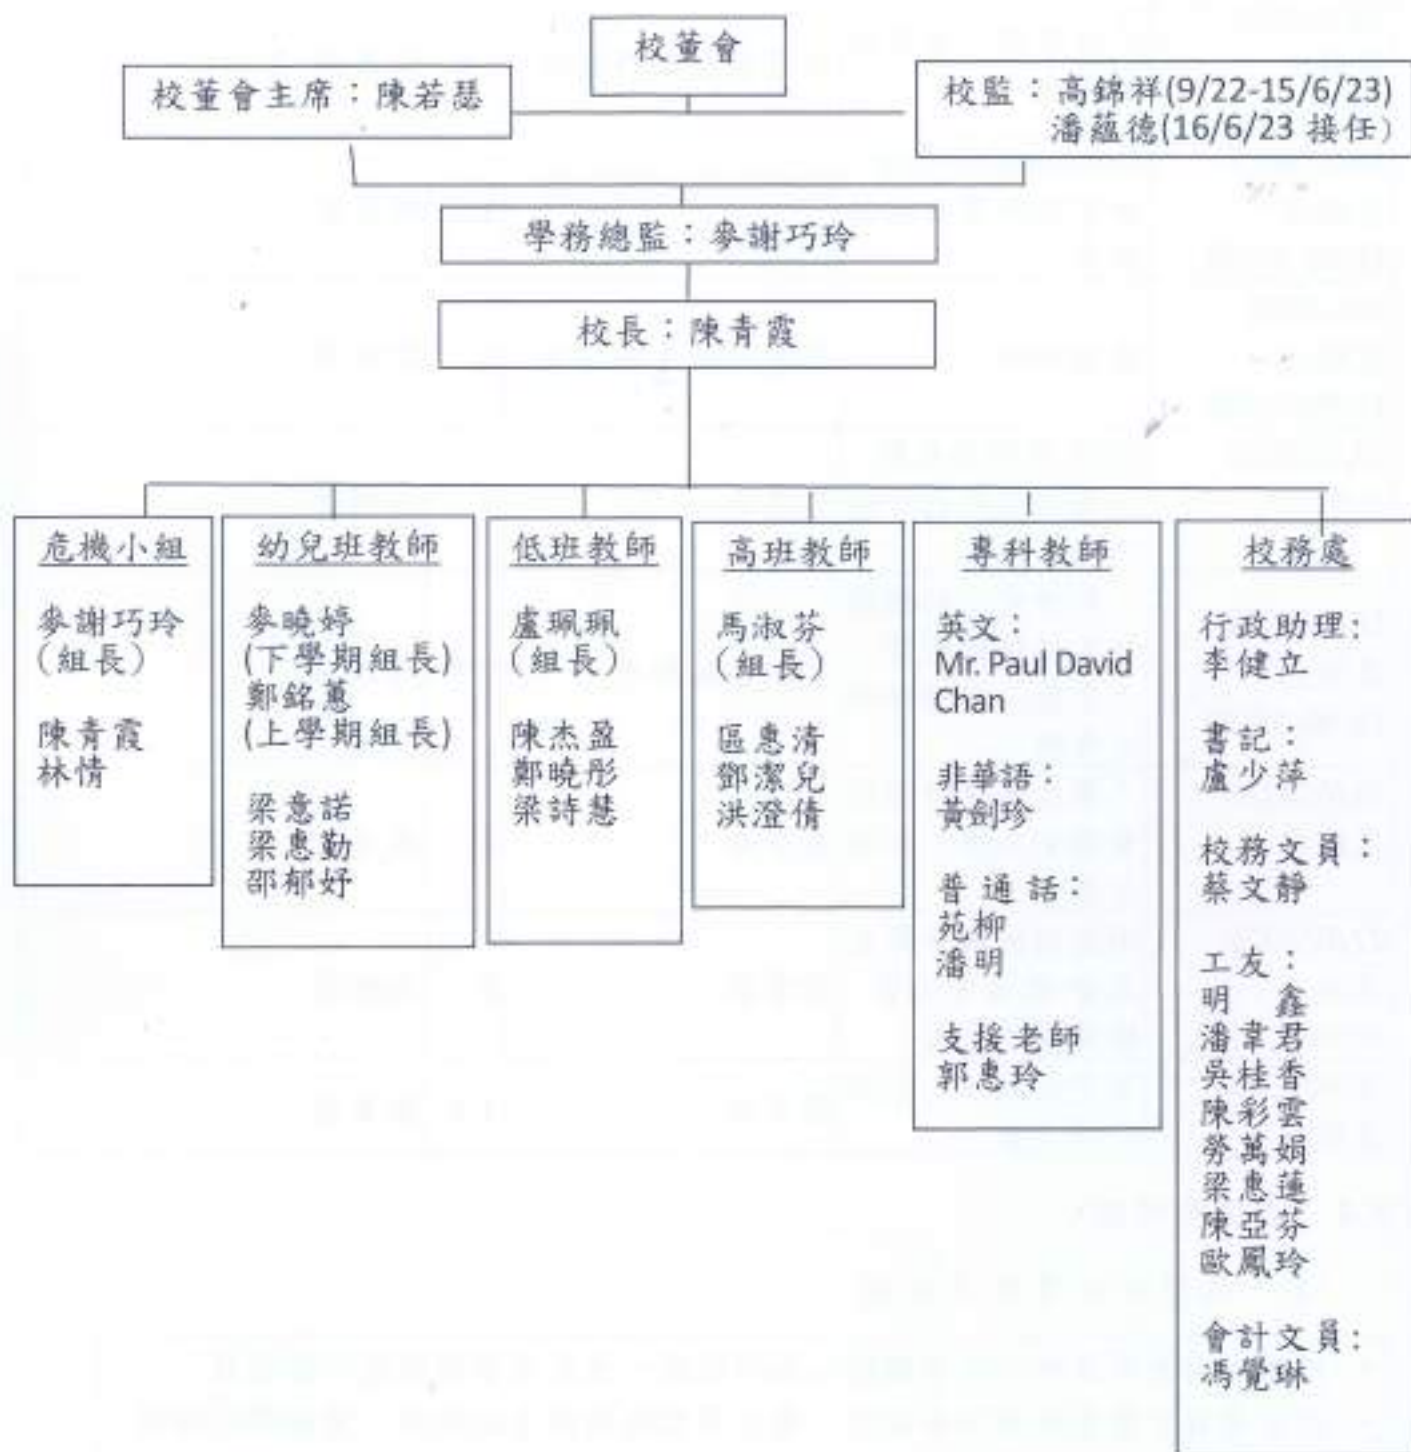 校董會
校董會主席：陳若瑟
校監：高錦祥(9/22-15/6/23)
潘蘊德(16/6/23 接任)
學務總監：麥謝巧玲
校長：陳青霞
危機小組
麥謝巧玲
(組長)
陳青霞
林情
幼兒班教師
麥曉婷
(下學期組長)
鄭銘蕙
(上學期組長)
梁意諾
梁惠勤
邵郁妤
低班教師
盧珮珮
(組長)
陳杰盈
鄭曉彤
梁詩慧
高班教師
馬淑芬
(組長)
區惠清
鄧潔兒
洪澄倩
專科教師
英文：
Mr. Paul David
Chan
非華語：
黃劍珍
普通話：
苑柳
潘明
支援老師
郭惠玲
校務處
行政助理：
李健立
書記：
盧少萍
校務文員：
蔡文靜
工友：
明　鑫
潘韋君
吳桂香
陳彩雲
勞萬娟
梁惠蓮
陳亞芬
歐鳳玲
會計文員：
馮覺琳